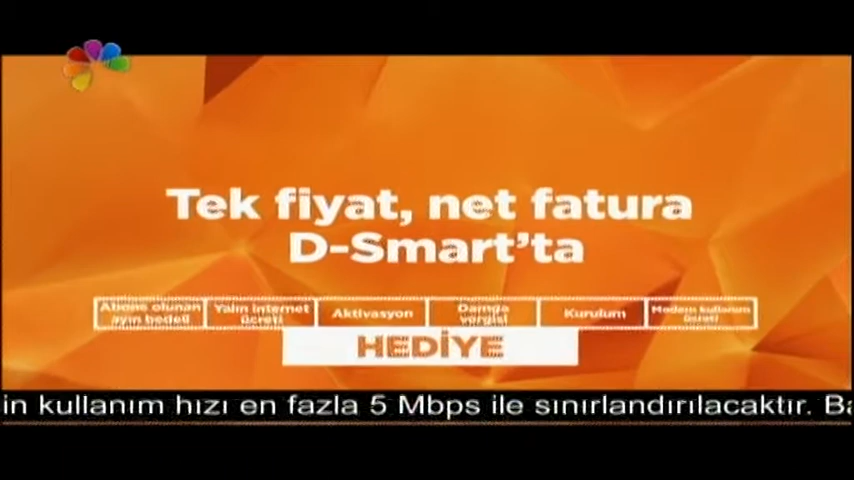 Tek fiyat, net fatura
D-Smart'ta
Abone olunan
ayın bedeli
Yalın internet
ücreti
Aktivasyon
Damga
vergisi
Kurulum
Modem kullanım
ücreti
HEDİYE
in kullanım hızı en fazla 5 Mbps ile sınırlandırılacaktır. Ba